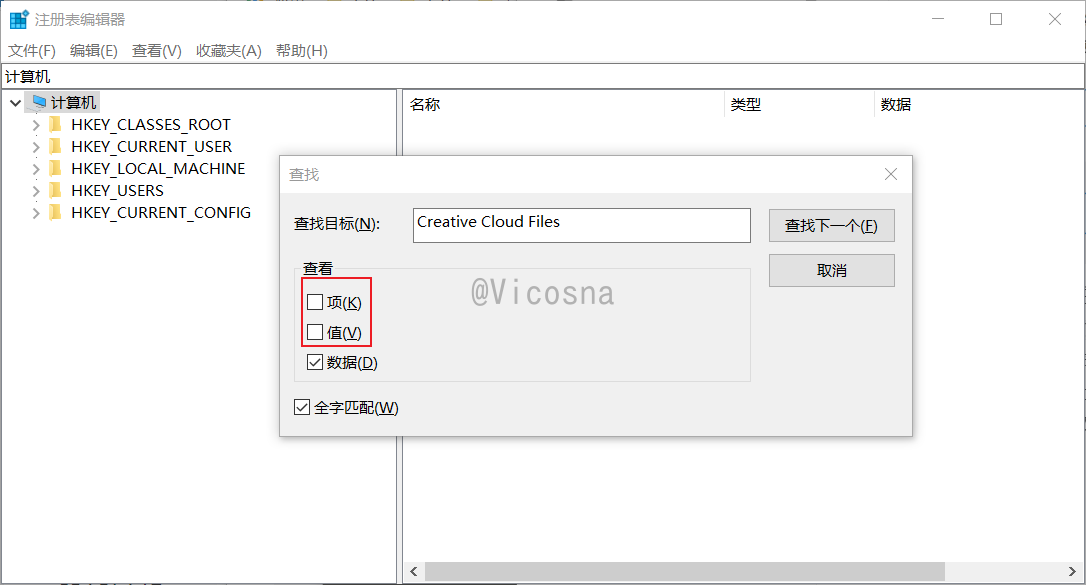 注册表编辑器
文件(F) 编辑(E) 查看(V) 收藏夹(A) 帮助(H)
计算机
计算机
HKEY_CLASSES_ROOT
HKEY_CURRENT_USER
HKEY_LOCAL_MACHINE
HKEY_USERS
HKEY_CURRENT_CONFIG
名称 类型 数据
查找
查找目标(N): Creative Cloud Files 查找下一个(F)
取消
查看
项(K)
值(V)
数据(D)
全字匹配(W)
@Vicosna